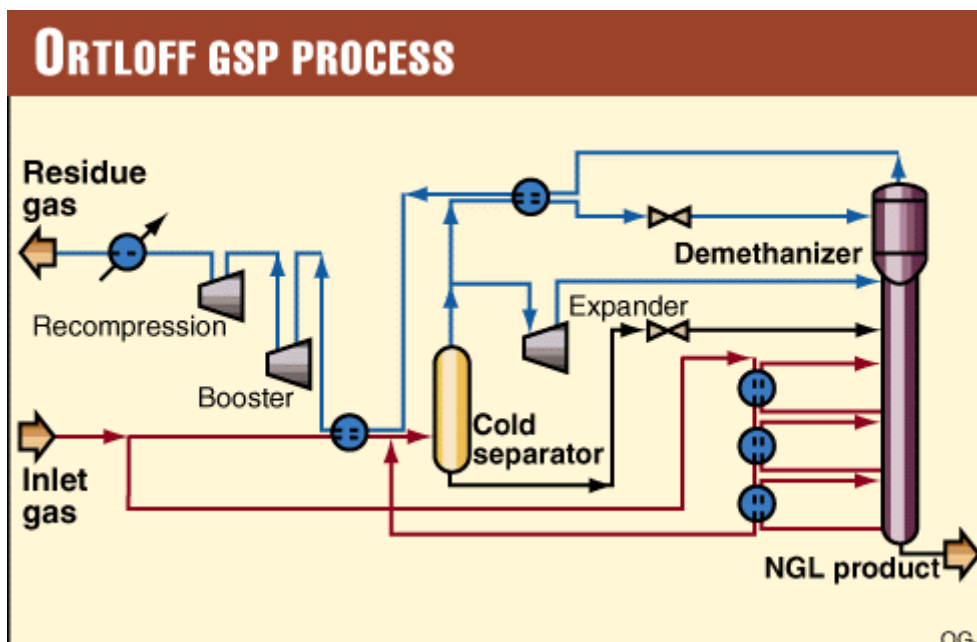 ORTLOFF GSP PROCESS
Residue
gas
Demethanizer
Recompression
Expander
Booster
Cold
separator
Inlet
gas
NGL product